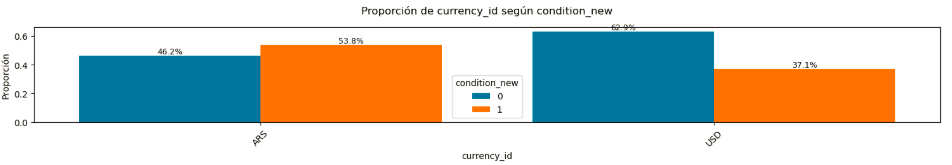 Proporción de currency_id según condition_new
Proporción
0.6
0.4
0.2
0.0
46.2%
53.8%
62.9%
37.1%
condition_new
0
1
ARS
USD
currency_id